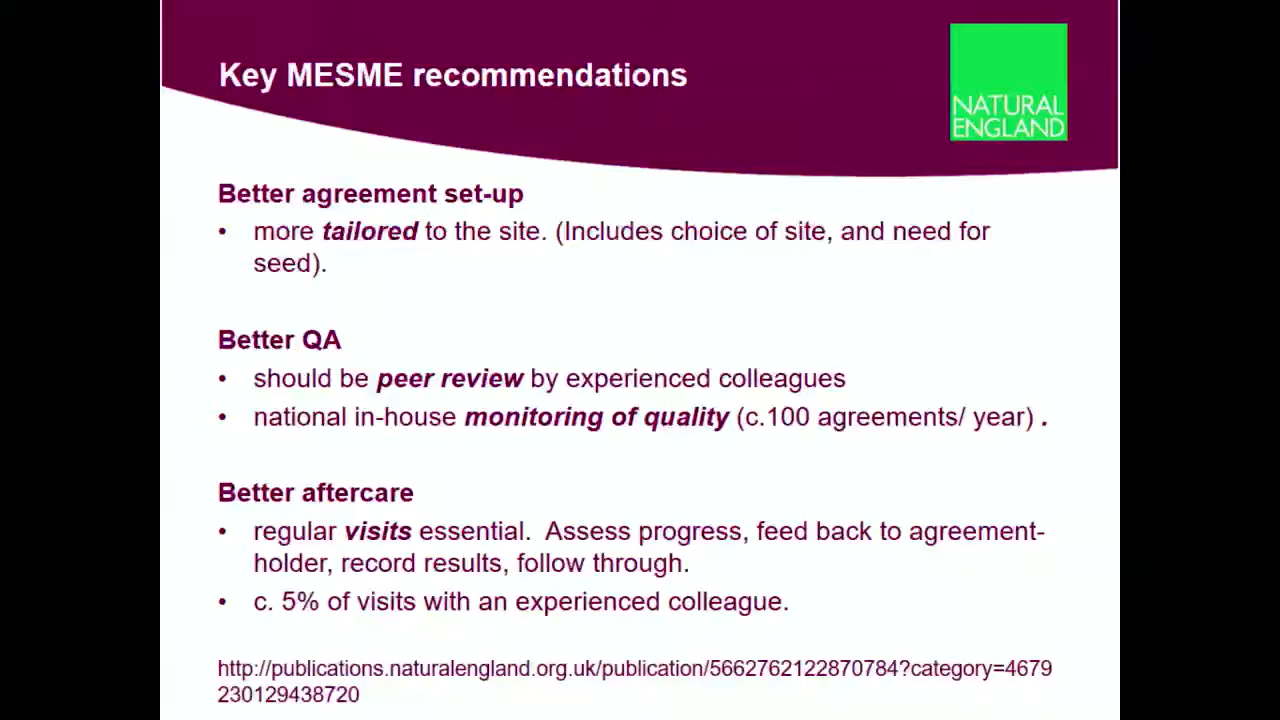 Key MESME recommendations
NATURAL
ENGLAND
Better agreement set-up
• more tailored to the site. (Includes choice of site, and need for
seed).
Better QA
• should be peer review by experienced colleagues
• national in-house monitoring of quality (c.100 agreements/ year) .
Better aftercare
• regular visits essential.  Assess progress, feed back to agreement-
holder, record results, follow through.
• c. 5% of visits with an experienced colleague.
http://publications.naturalengland.org.uk/publication/5662762122870784?category=4679
230129438720